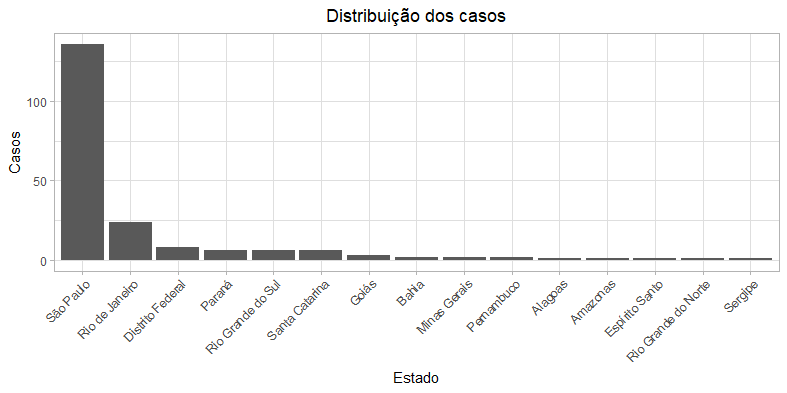 Distribuição dos casos
Casos
100
50
0
São Paulo
Rio de Janeiro
Distrito Federal
Paraná
Rio Grande do Sul
Santa Catarina
Goiás
Bahia
Minas Gerais
Pernambuco
Alagoas
Amazonas
Espírito Santo
Rio Grande do Norte
Sergipe
Estado